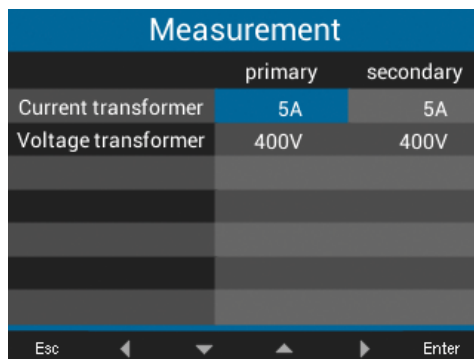 Measurement
primary secondary
Current transformer 5A 5A
Voltage transformer 400V 400V
Esc Enter